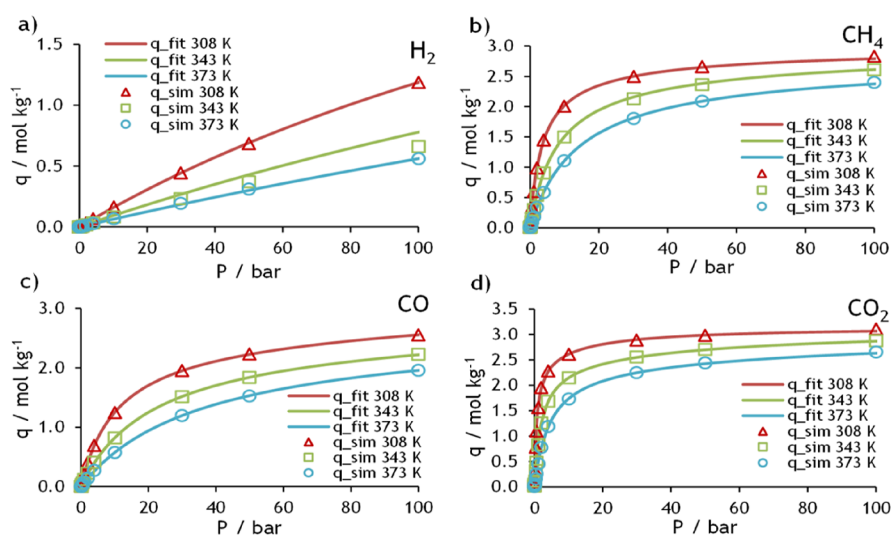 a)
H2
q / mol kg-1
1.5
1.0
0.5
0.0
q_fit 308 K
q_fit 343 K
q_fit 373 K
q_sim 308 K
q_sim 343 K
q_sim 373 K
0 20 40 60 80 100
P / bar
b)
CH4
q / mol kg-1
3.0
2.5
2.0
1.5
1.0
0.5
0.0
q_fit 308 K
q_fit 343 K
q_fit 373 K
q_sim 308 K
q_sim 343 K
q_sim 373 K
0 20 40 60 80 100
P / bar
c)
CO
q / mol kg-1
3.0
2.0
1.0
0.0
q_fit 308 K
q_fit 343 K
q_fit 373 K
q_sim 308 K
q_sim 343 K
q_sim 373 K
0 20 40 60 80 100
P / bar
d)
CO2
q / mol kg-1
3.5
3.0
2.5
2.0
1.5
1.0
0.5
0.0
q_fit 308 K
q_fit 343 K
q_fit 373 K
q_sim 308 K
q_sim 343 K
q_sim 373 K
0 20 40 60 80 100
P / bar